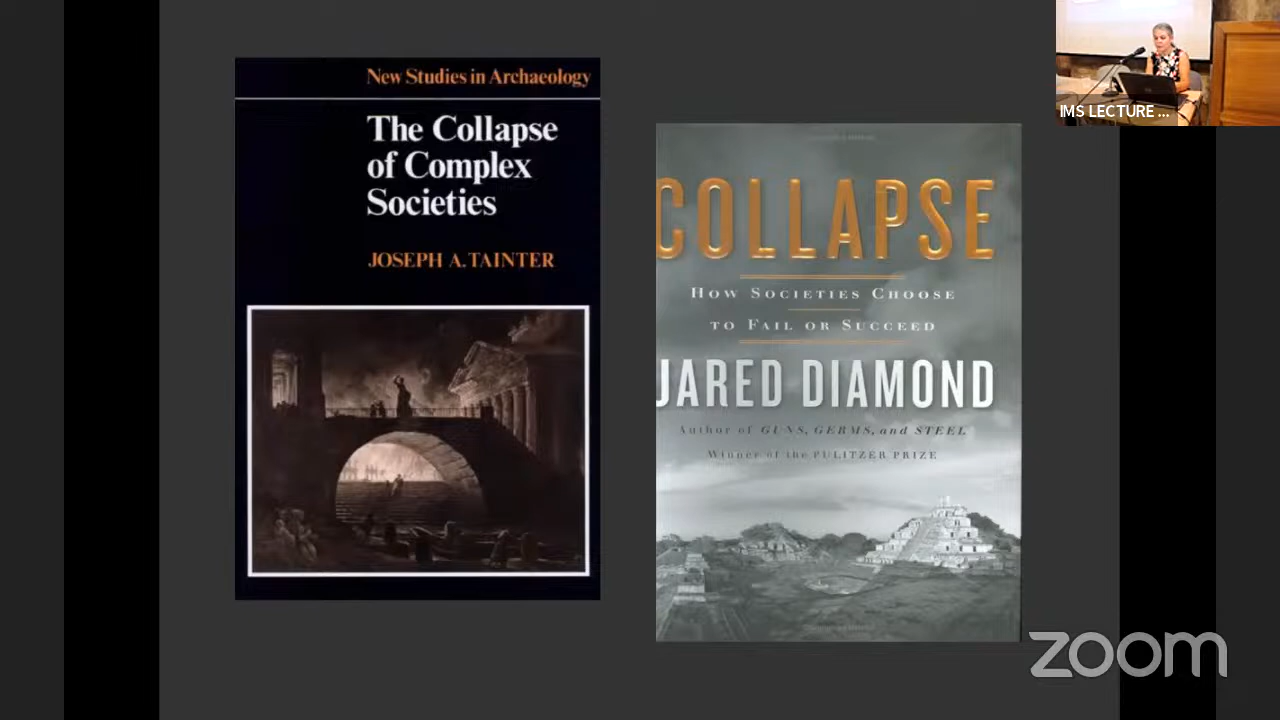 New Studies in Archaeology
The Collapse
of Complex
Societies
JOSEPH A. TAINTER
COLLAPSE
HOW SOCIETIES CHOOSE
TO FAIL OR SUCCEED
JARED DIAMOND
Author of GUNS, GERMS, and STEEL
Winner of the PULITZER PRIZE
IMS LECTURE ...
zoom